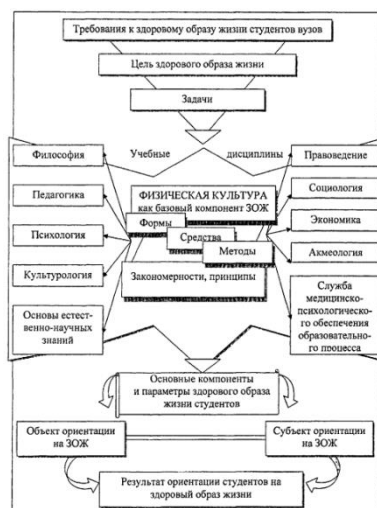 Требования к здоровому образу жизни студентов вузов
Цель здорового образа жизни
Задачи
Учебные
дисциплины
Философия
Педагогика
Психология
Культурология
Основы естест-
венно-научных
знаний
ФИЗИЧЕСКАЯ КУЛЬТУРА
как базовый компонент ЗОЖ
Формы
Средства
Методы
Закономерности, принципы
Правоведение
Социология
Экономика
Акмеология
Служба
медицинско-
психологического
обеспечения
образовательно-
го процесса
Основные компоненты
и параметры здорового образа
жизни студентов
Объект ориентации
на ЗОЖ
Субъект ориентации
на ЗОЖ
Результат ориентации студентов на
здоровый образ жизни